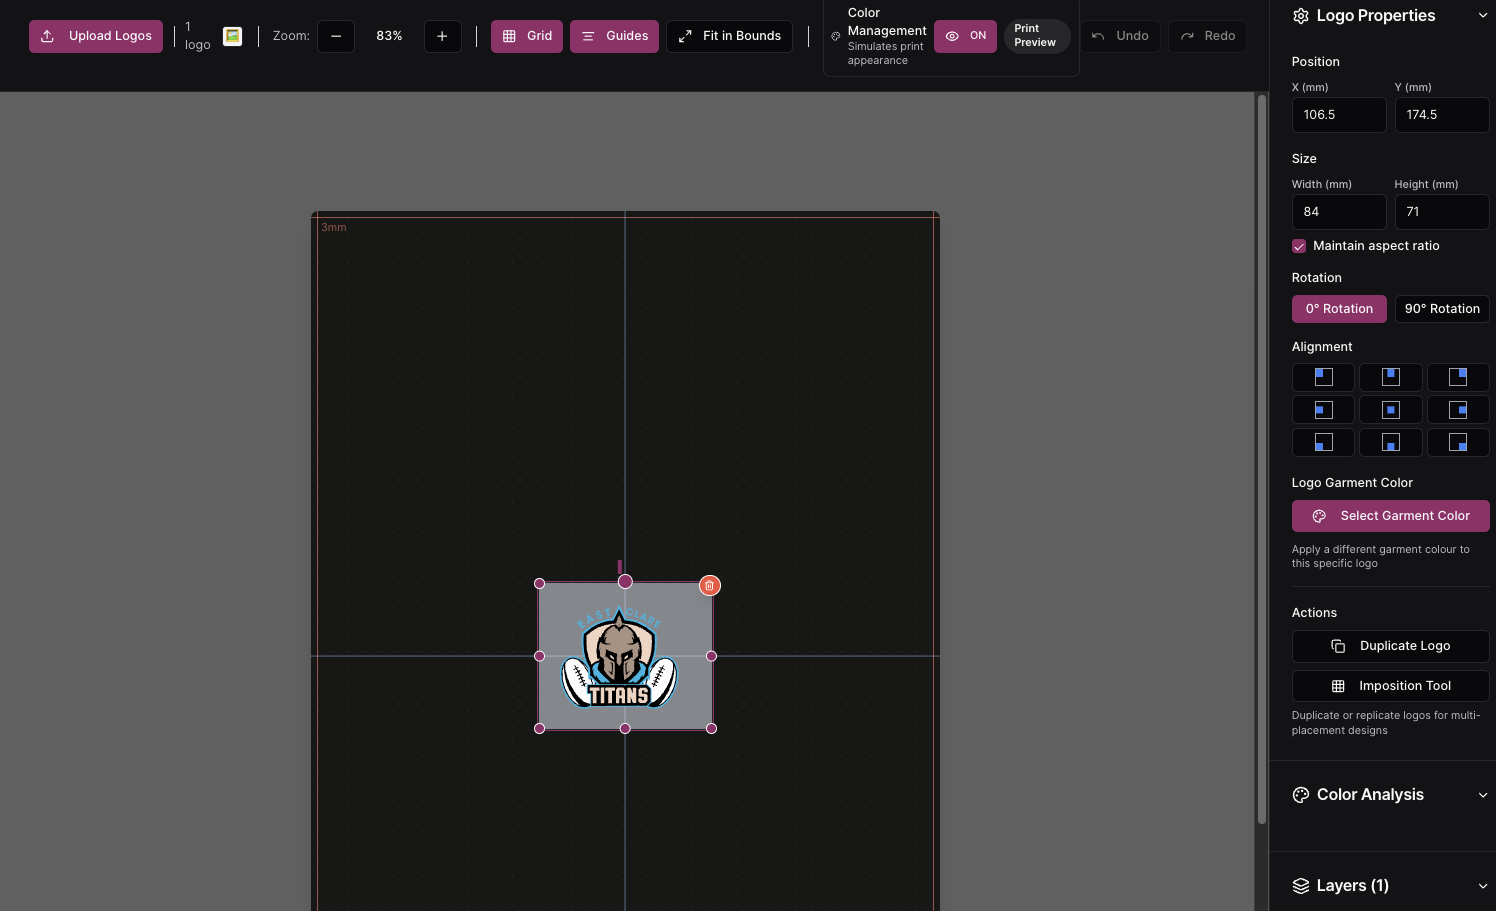 Upload Logos
1
logo
Zoom:
83%
Grid
Guides
Fit in Bounds
Color
Management
Simulates print
appearance
ON
Print
Preview
Undo
Redo
3mm
EAST CLARE
TITANS
Logo Properties
Position
X (mm)
Y (mm)
106.5
174.5
Size
Width (mm)
Height (mm)
84
71
Maintain aspect ratio
Rotation
0° Rotation
90° Rotation
Alignment
Logo Garment Color
Select Garment Color
Apply a different garment colour to
this specific logo
Actions
Duplicate Logo
Imposition Tool
Duplicate or replicate logos for multi-
placement designs
Color Analysis
Layers (1)